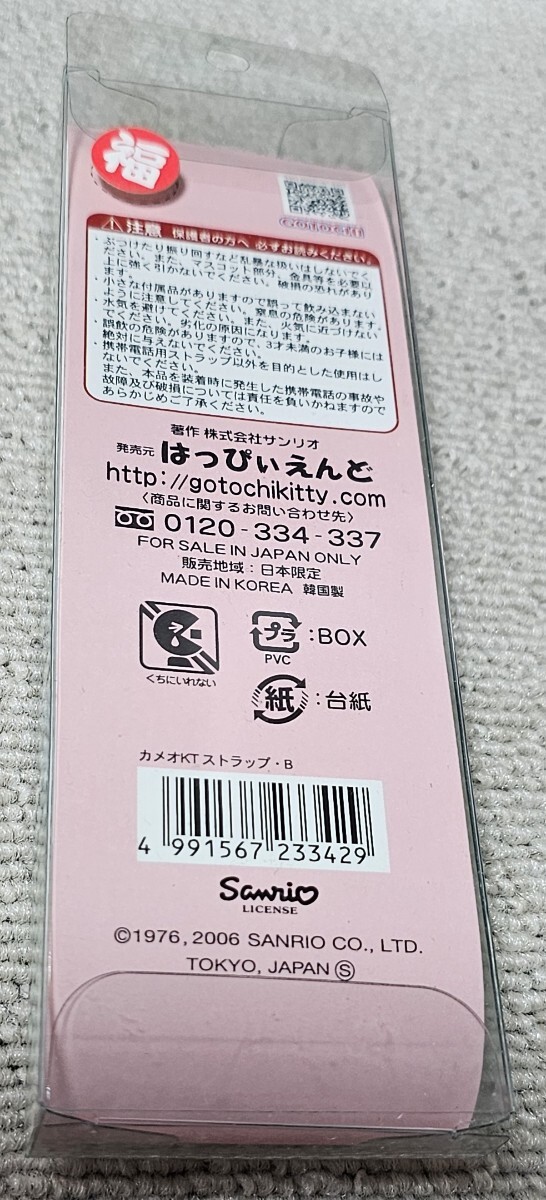 福
Gotochi
注意 保護者の方へ 必ずお読みください。
・ぶつけたり振り回すなど乱暴な扱いはしないでく
ださい。また、マスコット部分、金具等を必要以
上に強く引かないでください。破損の恐れがあり
ます。
・小さな付属品がありますので誤って飲み込まない
ように注意してください。窒息の危険があります。
・水気を避けてください。また、火気に近づけない
でください。劣化の原因になります。
・誤飲の危険がありますので、3才未満のお子様には
絶対に与えないでください。
・携帯電話用ストラップ以外を目的とした使用はし
ないでください。
また、本品を装着時に発生した携帯電話の事故や
故障及び破損については責任を負いかねますので
あらかじめご了承ください。
著作 株式会社サンリオ
発売元 はっぴぃえんど
http://gotochikitty.com
〈商品に関するお問い合わせ先〉
0120-334-337
FOR SALE IN JAPAN ONLY
販売地域：日本限定
MADE IN KOREA 韓国製
くちにいれない
プラ :BOX
PVC
紙 :台紙
カメオKT ストラップ・B
4 991567 233429
Sanrio
LICENSE
©1976, 2006 SANRIO CO., LTD.
TOKYO, JAPAN Ⓢ